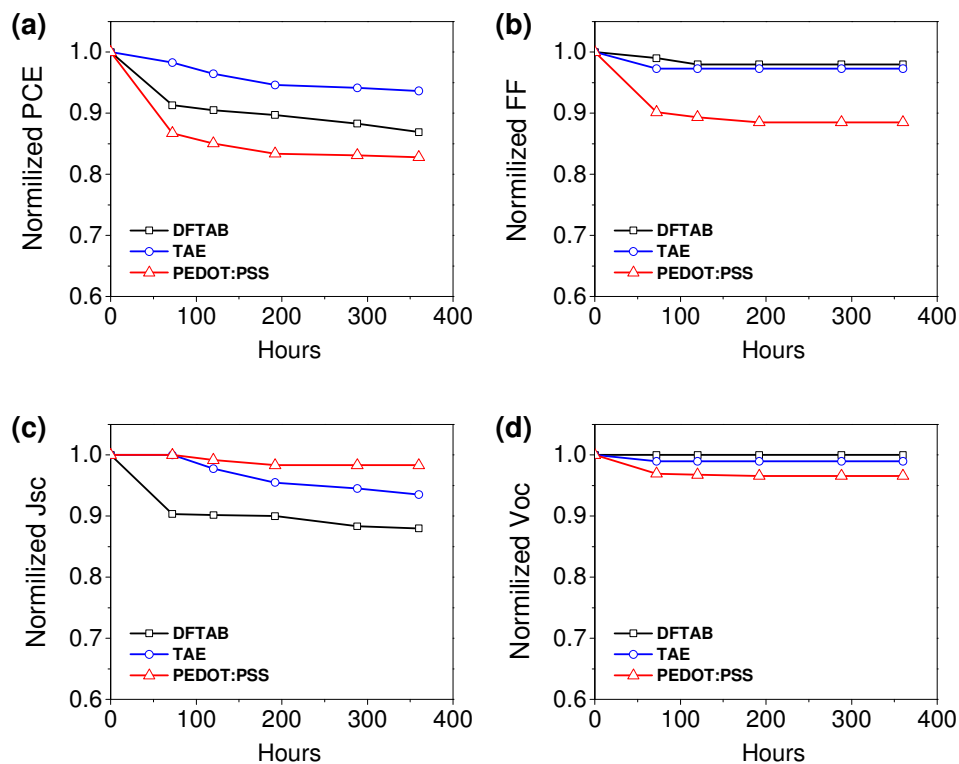 (a)
Normilized PCE
1.0
0.9
0.8
0.7
0.6
DFTAB
TAE
PEDOT:PSS
0 100 200 300 400
Hours
(b)
Normilized FF
1.0
0.9
0.8
0.7
0.6
DFTAB
TAE
PEDOT:PSS
0 100 200 300 400
Hours
(c)
Normilized Jsc
1.0
0.9
0.8
0.7
0.6
DFTAB
TAE
PEDOT:PSS
0 100 200 300 400
Hours
(d)
Normilized Voc
1.0
0.9
0.8
0.7
0.6
DFTAB
TAE
PEDOT:PSS
0 100 200 300 400
Hours